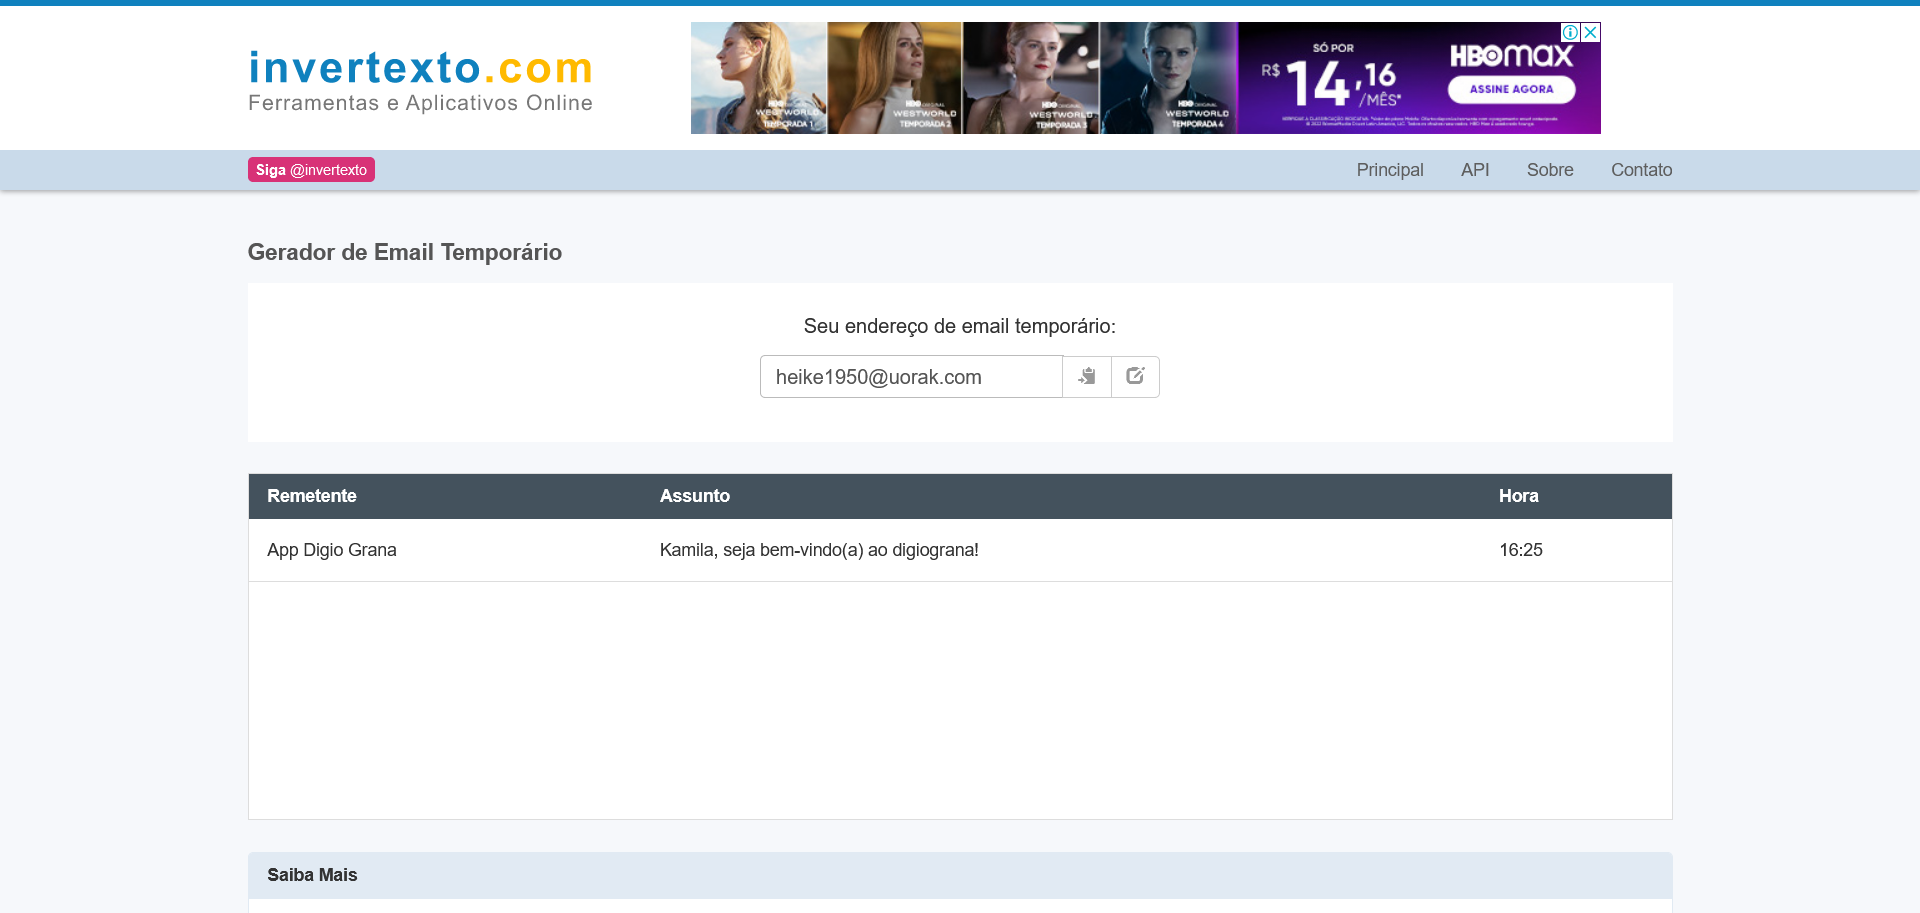 invertexto.com
Ferramentas e Aplicativos Online
HBO ORIGINAL
WESTWORLD
TEMPORADA 1
HBO ORIGINAL
WESTWORLD
TEMPORADA 2
HBO ORIGINAL
WESTWORLD
TEMPORADA 3
HBO ORIGINAL
WESTWORLD
TEMPORADA 4
SÓ POR
R$ 14,16
/MÊS*
HBOMAX
ASSINE AGORA
Siga @invertexto
Principal API Sobre Contato
Gerador de Email Temporário
Seu endereço de email temporário:
heike1950@uorak.com
Remetente Assunto Hora
App Digio Grana Kamila, seja bem-vindo(a) ao digiograna! 16:25
Saiba Mais